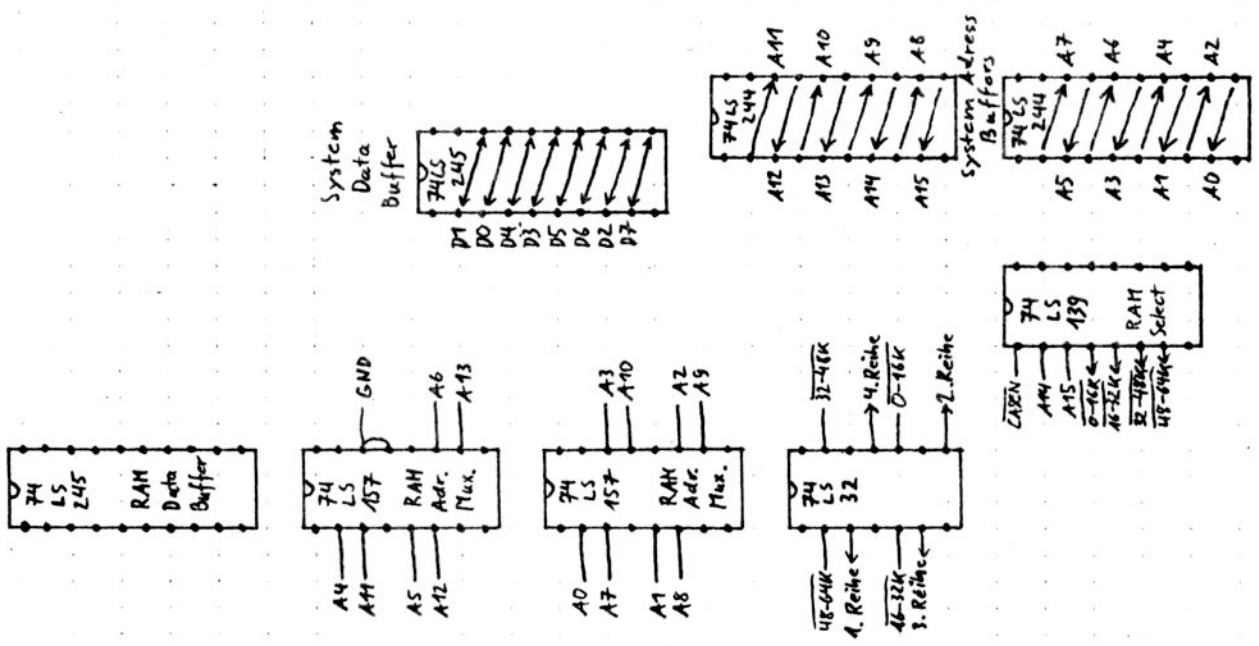 System
Data
Buffer
74LS
245
D1
D0
D4
D3
D5
D6
D2
D7
74LS
244
A11
A10
A9
A8
A12
A13
A14
A15
System Adress
Buffers
74LS
244
A7
A6
A4
A2
A5
A3
A1
A0
74
LS
245
RAM
Data
Buffer
74
LS
157
RAM
Adr.
Mux.
GND
A6
A13
A4
A11
A5
A12
74
LS
157
RAM
Adr.
Mux.
A3
A10
A2
A9
A0
A7
A1
A8
74
LS
32
32-48K
4. Reihe
0-16K
2. Reihe
48-64K
1. Reihe
16-32K
3. Reihe
74
LS
139
RAM
Select
CASEN
A14
A15
0-16K
16-32K
32-48K
48-64K